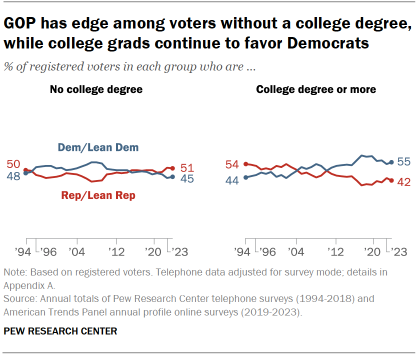 GOP has edge among voters without a college degree,
while college grads continue to favor Democrats
% of registered voters in each group who are ...
No college degree
College degree or more
50
48
Dem/Lean Dem
Rep/Lean Rep
51
45
54
44
55
42
'94 '96 '04 '12 '20 '23
'94 '96 '04 '12 '20 '23
Note: Based on registered voters. Telephone data adjusted for survey mode; details in
Appendix A.
Source: Annual totals of Pew Research Center telephone surveys (1994-2018) and
American Trends Panel annual profile online surveys (2019-2023).
PEW RESEARCH CENTER